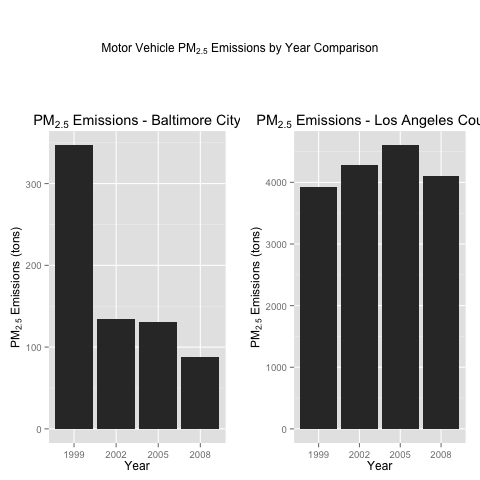 Motor Vehicle PM2.5 Emissions by Year Comparison
PM2.5 Emissions - Baltimore City
PM2.5 Emissions (tons)
300
200
100
0
1999 2002 2005 2008
Year
PM2.5 Emissions - Los Angeles Cou
PM2.5 Emissions (tons)
4000
3000
2000
1000
0
1999 2002 2005 2008
Year